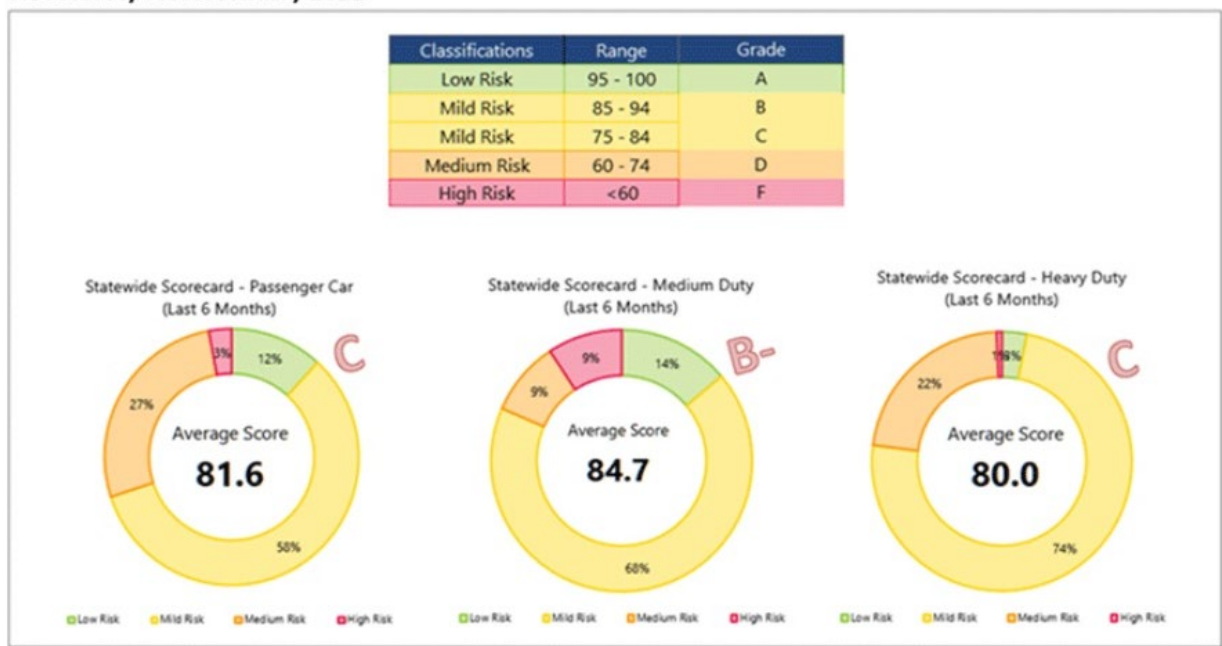 Classifications Range Grade
Low Risk 95 - 100 A
Mild Risk 85 - 94 B
Mild Risk 75 - 84 C
Medium Risk 60 - 74 D
High Risk <60 F
Statewide Scorecard - Passenger Car
(Last 6 Months)
C
3%
12%
27%
Average Score
81.6
58%
Low Risk Mild Risk Medium Risk High Risk
Statewide Scorecard - Medium Duty
(Last 6 Months)
B-
9%
14%
9%
Average Score
84.7
68%
Low Risk Mild Risk Medium Risk High Risk
Statewide Scorecard - Heavy Duty
(Last 6 Months)
C
22%
Average Score
80.0
74%
Low Risk Mild Risk Medium Risk High Risk